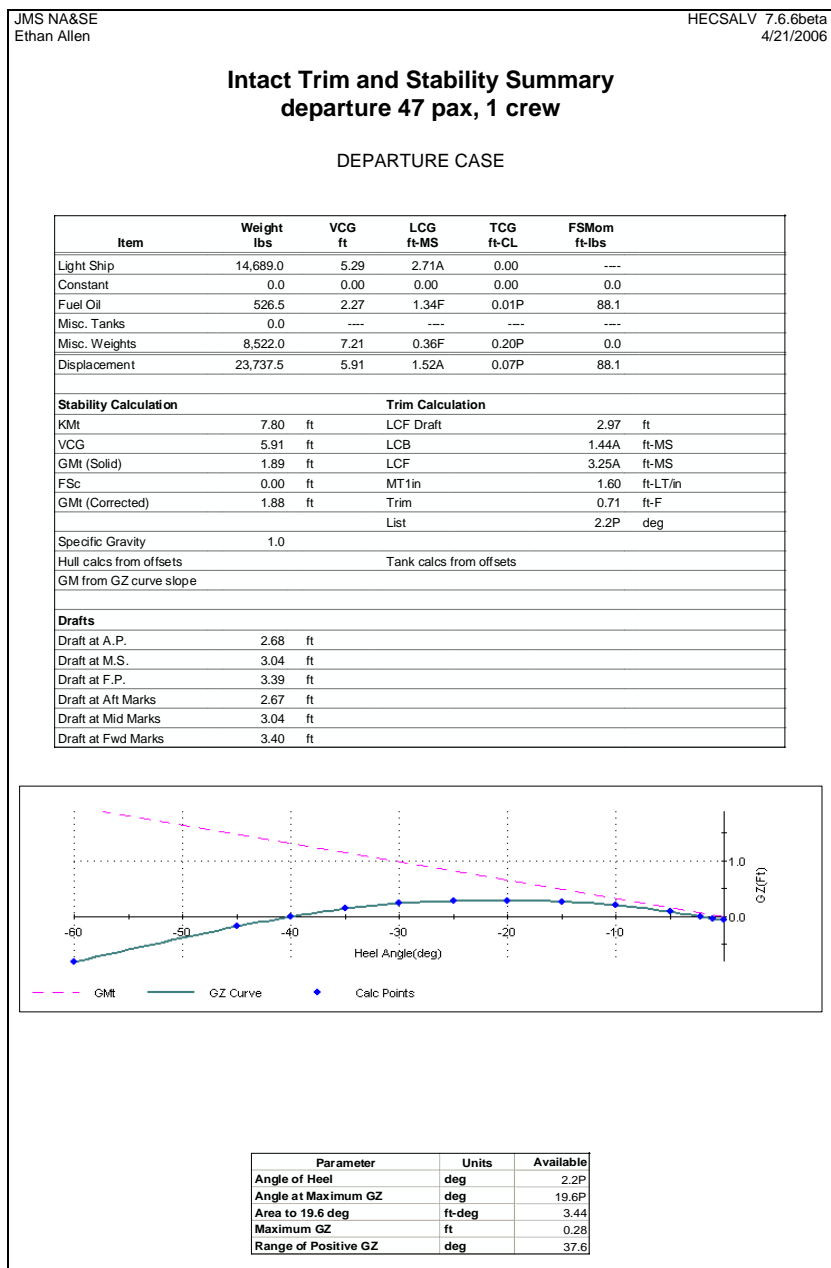 JMS NA&SE HECSALV 7.6.6beta
Ethan Allen 4/21/2006
Intact Trim and Stability Summary
departure 47 pax, 1 crew
DEPARTURE CASE
Item Weight lbs VCG ft LCG ft-MS TCG ft-CL FSMom ft-lbs
Light Ship 14,689.0 5.29 2.71A 0.00 ----
Constant 0.0 0.00 0.00 0.00 0.0
Fuel Oil 526.5 2.27 1.34F 0.01P 88.1
Misc. Tanks 0.0 ---- ---- ---- ----
Misc. Weights 8,522.0 7.21 0.36F 0.20P 0.0
Displacement 23,737.5 5.91 1.52A 0.07P 88.1
Stability Calculation Trim Calculation
KMt 7.80 ft LCF Draft 2.97 ft
VCG 5.91 ft LCB 1.44A ft-MS
GMt (Solid) 1.89 ft LCF 3.25A ft-MS
FSc 0.00 ft MT1in 1.60 ft-LT/in
GMt (Corrected) 1.88 ft Trim 0.71 ft-F
List 2.2P deg
Specific Gravity 1.0
Hull calcs from offsets Tank calcs from offsets
GM from GZ curve slope
Drafts
Draft at A.P. 2.68 ft
Draft at M.S. 3.04 ft
Draft at F.P. 3.39 ft
Draft at Aft Marks 2.67 ft
Draft at Mid Marks 3.04 ft
Draft at Fwd Marks 3.40 ft
1.0
GZ(Ft)
0.0
-60 -50 -40 -30 -20 -10
Heel Angle(deg)
GMt GZ Curve Calc Points
Parameter Units Available
Angle of Heel deg 2.2P
Angle at Maximum GZ deg 19.6P
Area to 19.6 deg ft-deg 3.44
Maximum GZ ft 0.28
Range of Positive GZ deg 37.6